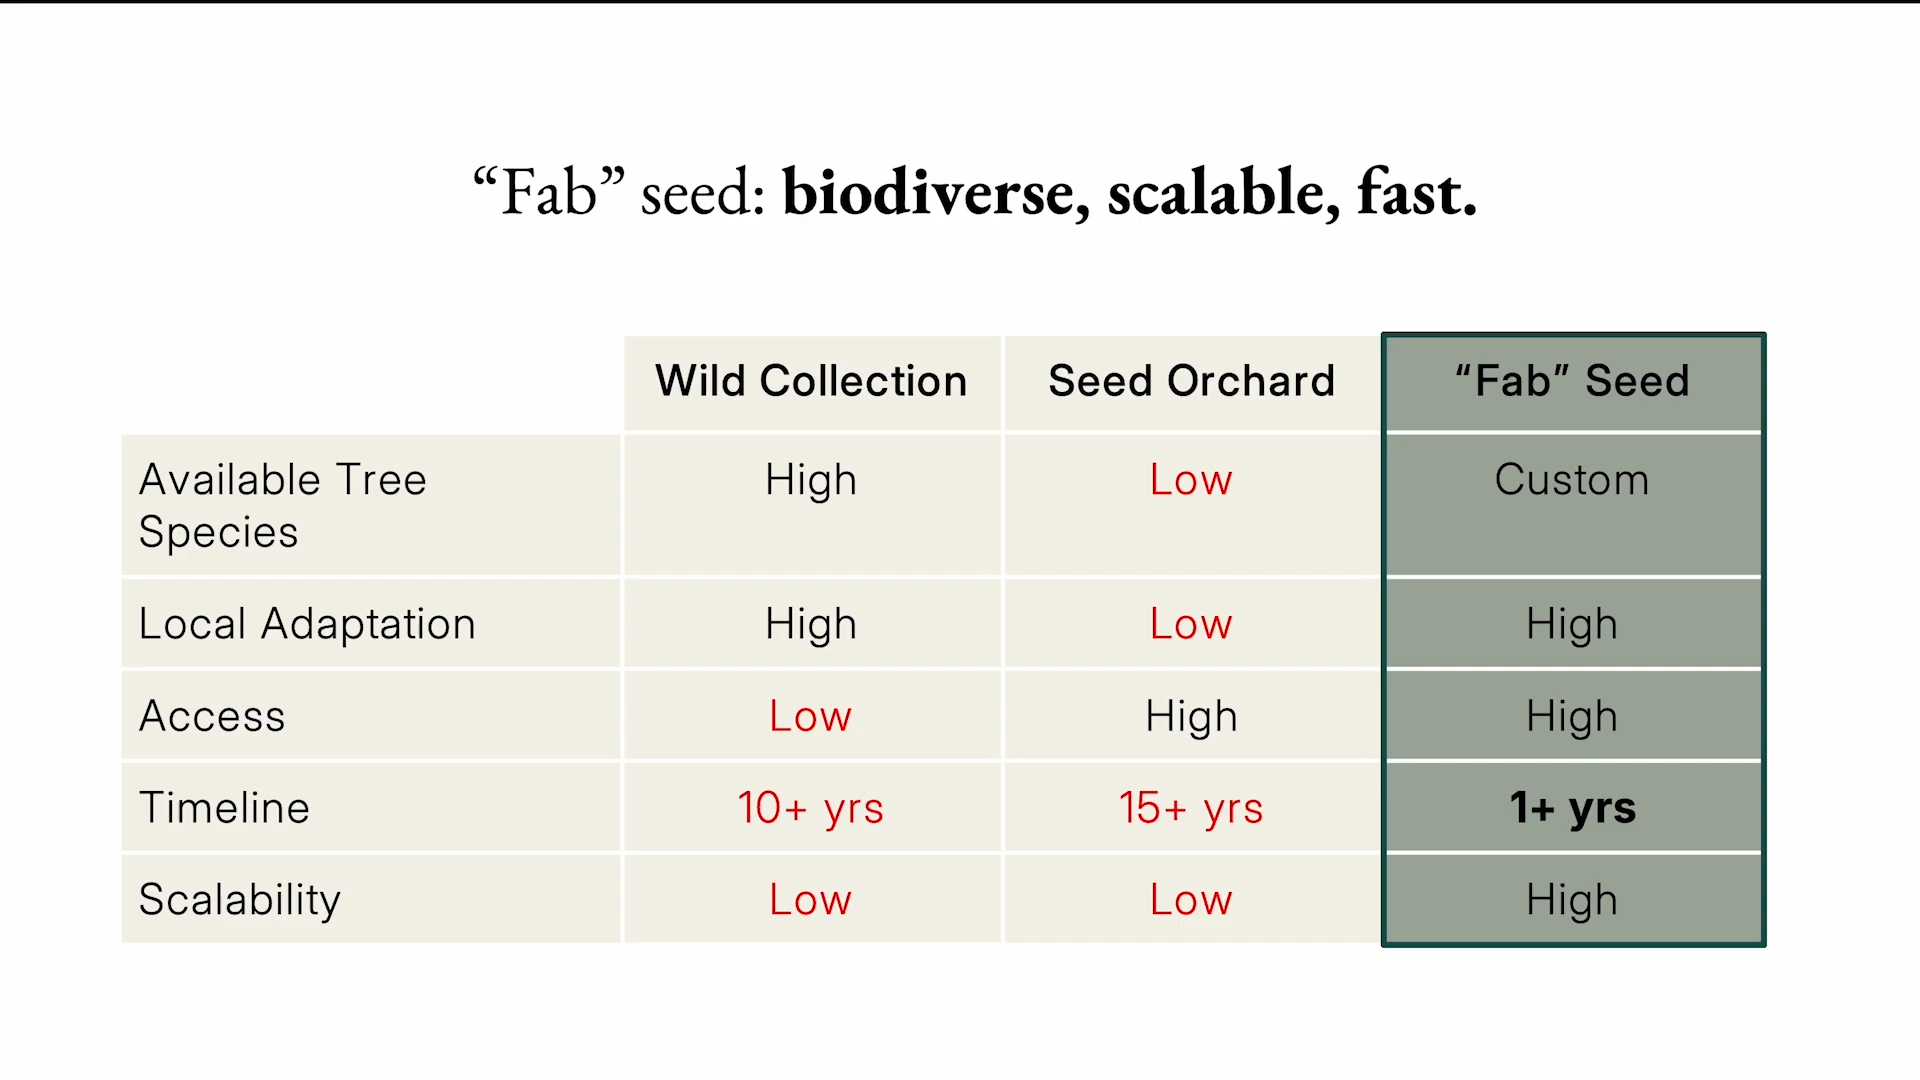 “Fab” seed: biodiverse, scalable, fast.
Wild Collection Seed Orchard “Fab” Seed
Available Tree High Low Custom
Species
Local Adaptation High Low High
Access Low High High
Timeline 10+ yrs 15+ yrs 1+ yrs
Scalability Low Low High